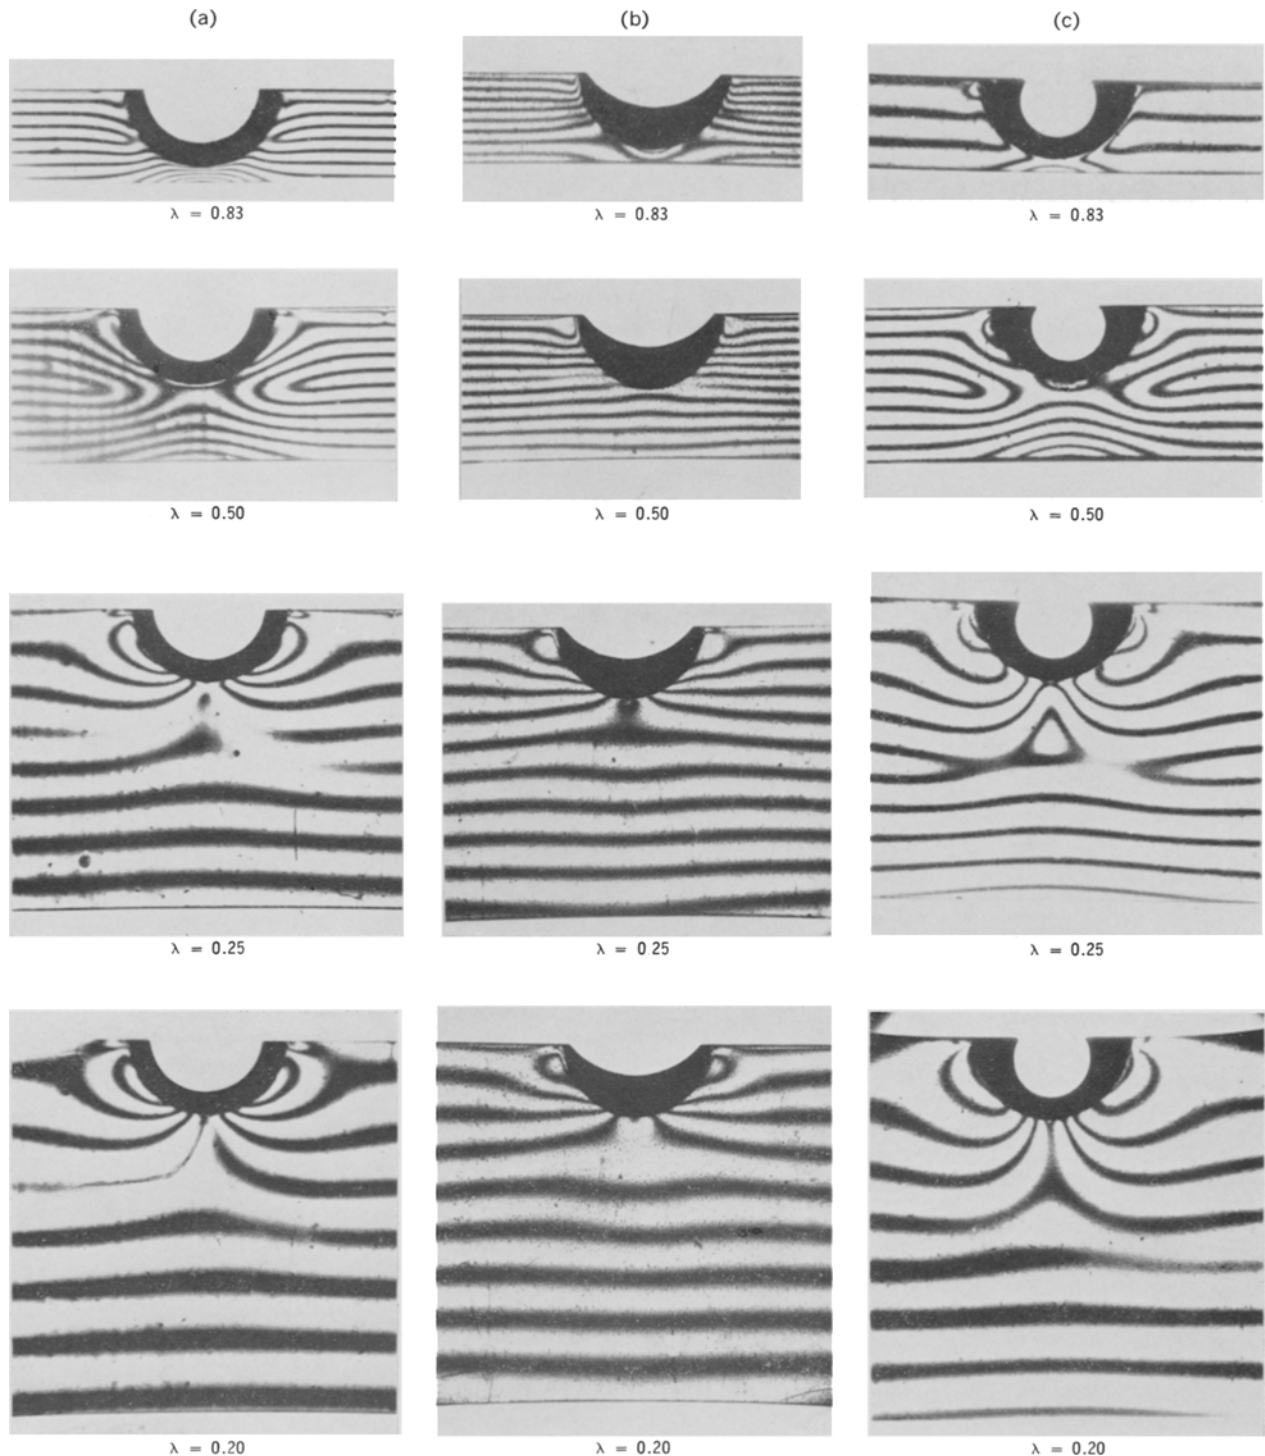 (a) (b) (c)
λ = 0.83 λ = 0.83 λ = 0.83
λ = 0.50 λ = 0.50 λ = 0.50
λ = 0.25 λ = 0 25 λ = 0.25
λ = 0.20 λ = 0.20 λ = 0.20